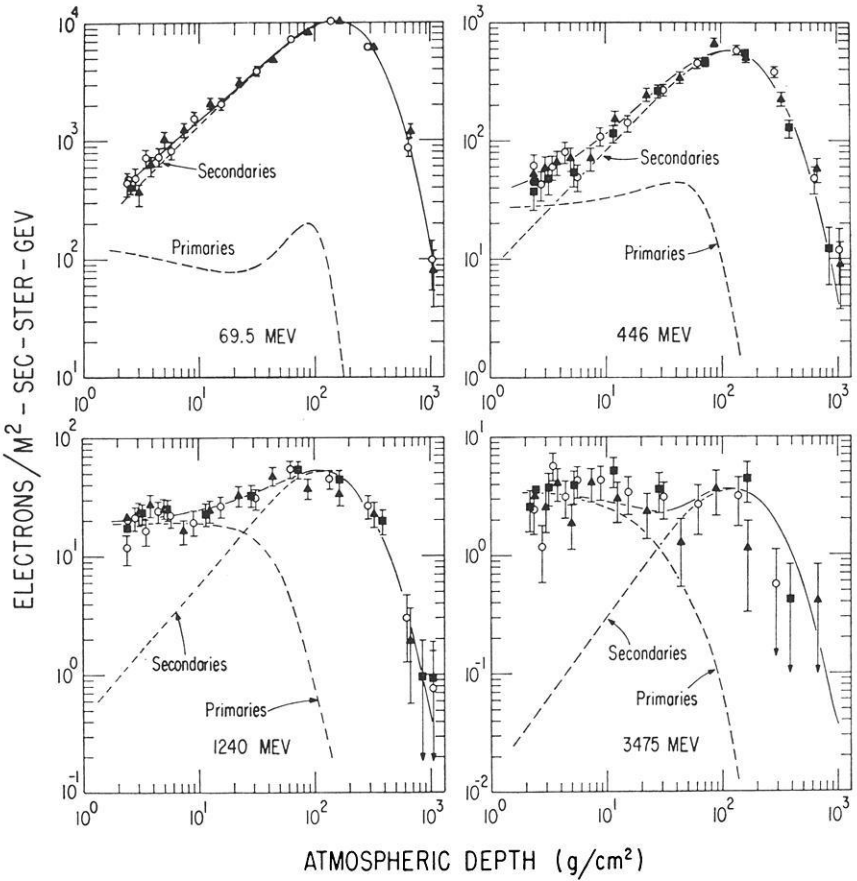 ELECTRONS/M²-SEC-STER-GEV
10⁴
10³
10²
10¹
10⁰ 10¹ 10² 10³
Secondaries
Primaries
69.5 MEV
10³
10²
10¹
10⁰
10⁰ 10¹ 10² 10³
Secondaries
Primaries
446 MEV
10²
10¹
10⁰
10⁻¹
10⁰ 10¹ 10² 10³
Secondaries
Primaries
1240 MEV
10¹
10⁰
10⁻¹
10⁻²
10⁰ 10¹ 10² 10³
Secondaries
Primaries
3475 MEV
ATMOSPHERIC DEPTH (g/cm²)